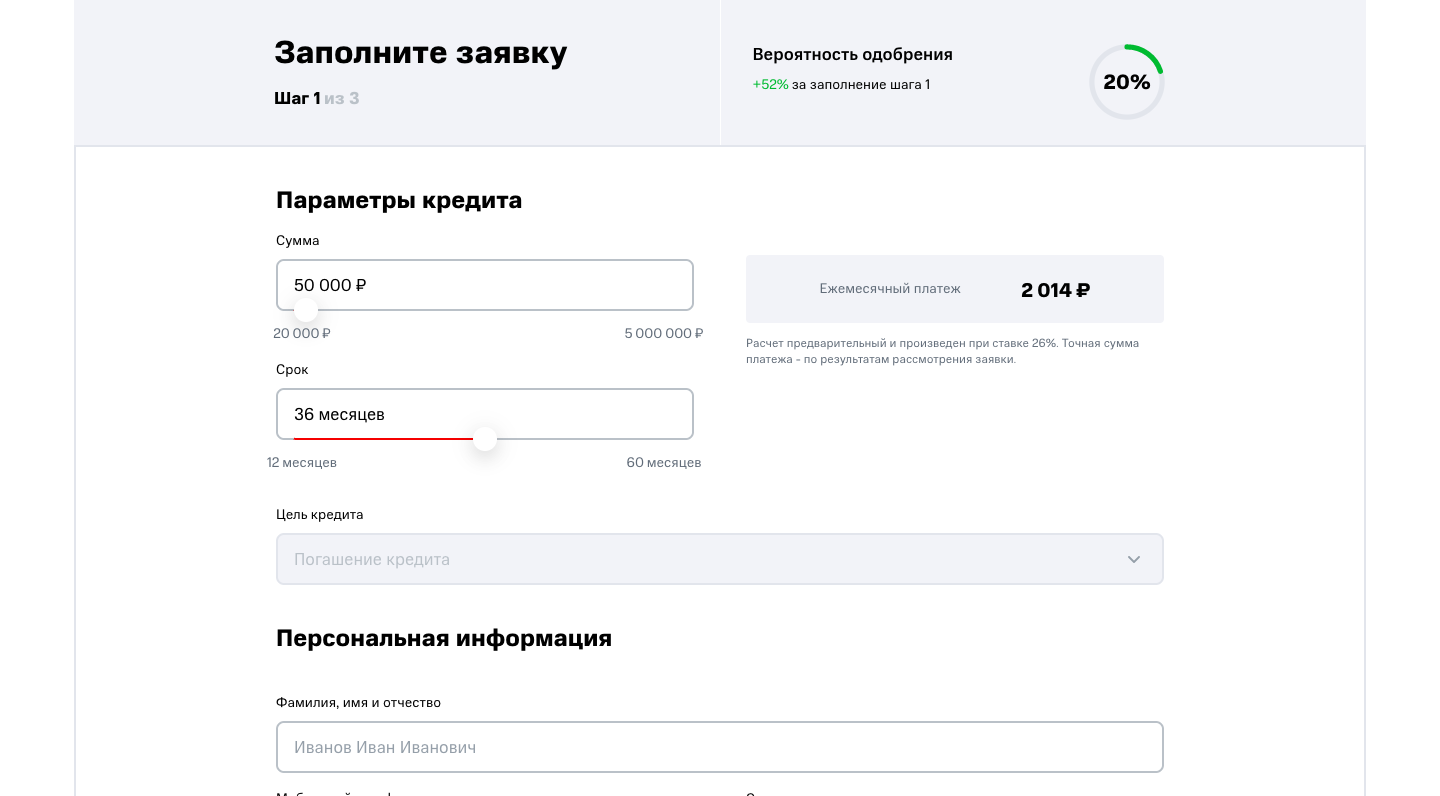 Заполните заявку
Шаг 1 из 3
Вероятность одобрения
+52% за заполнение шага 1
20%
Параметры кредита
Сумма
50 000 ₽
20 000 ₽
5 000 000 ₽
Ежемесячный платеж
2 014 ₽
Расчет предварительный и произведен при ставке 26%. Точная сумма
платежа - по результатам рассмотрения заявки.
Срок
36 месяцев
12 месяцев
60 месяцев
Цель кредита
Погашение кредита
Персональная информация
Фамилия, имя и отчество
Иванов Иван Иванович